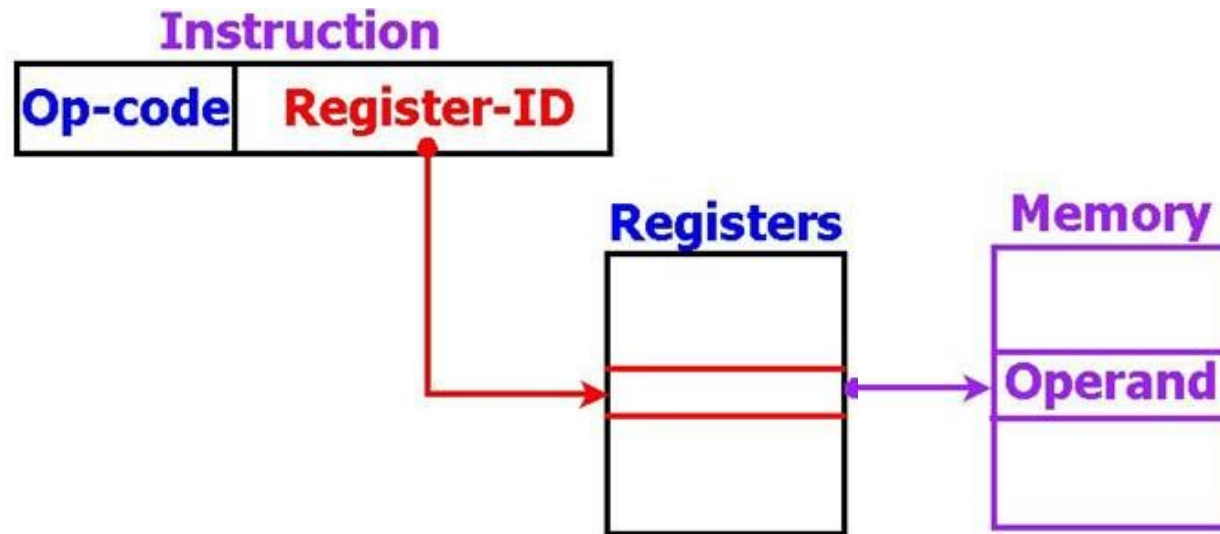 Instruction
Op-code Register-ID
Registers
Memory
Operand